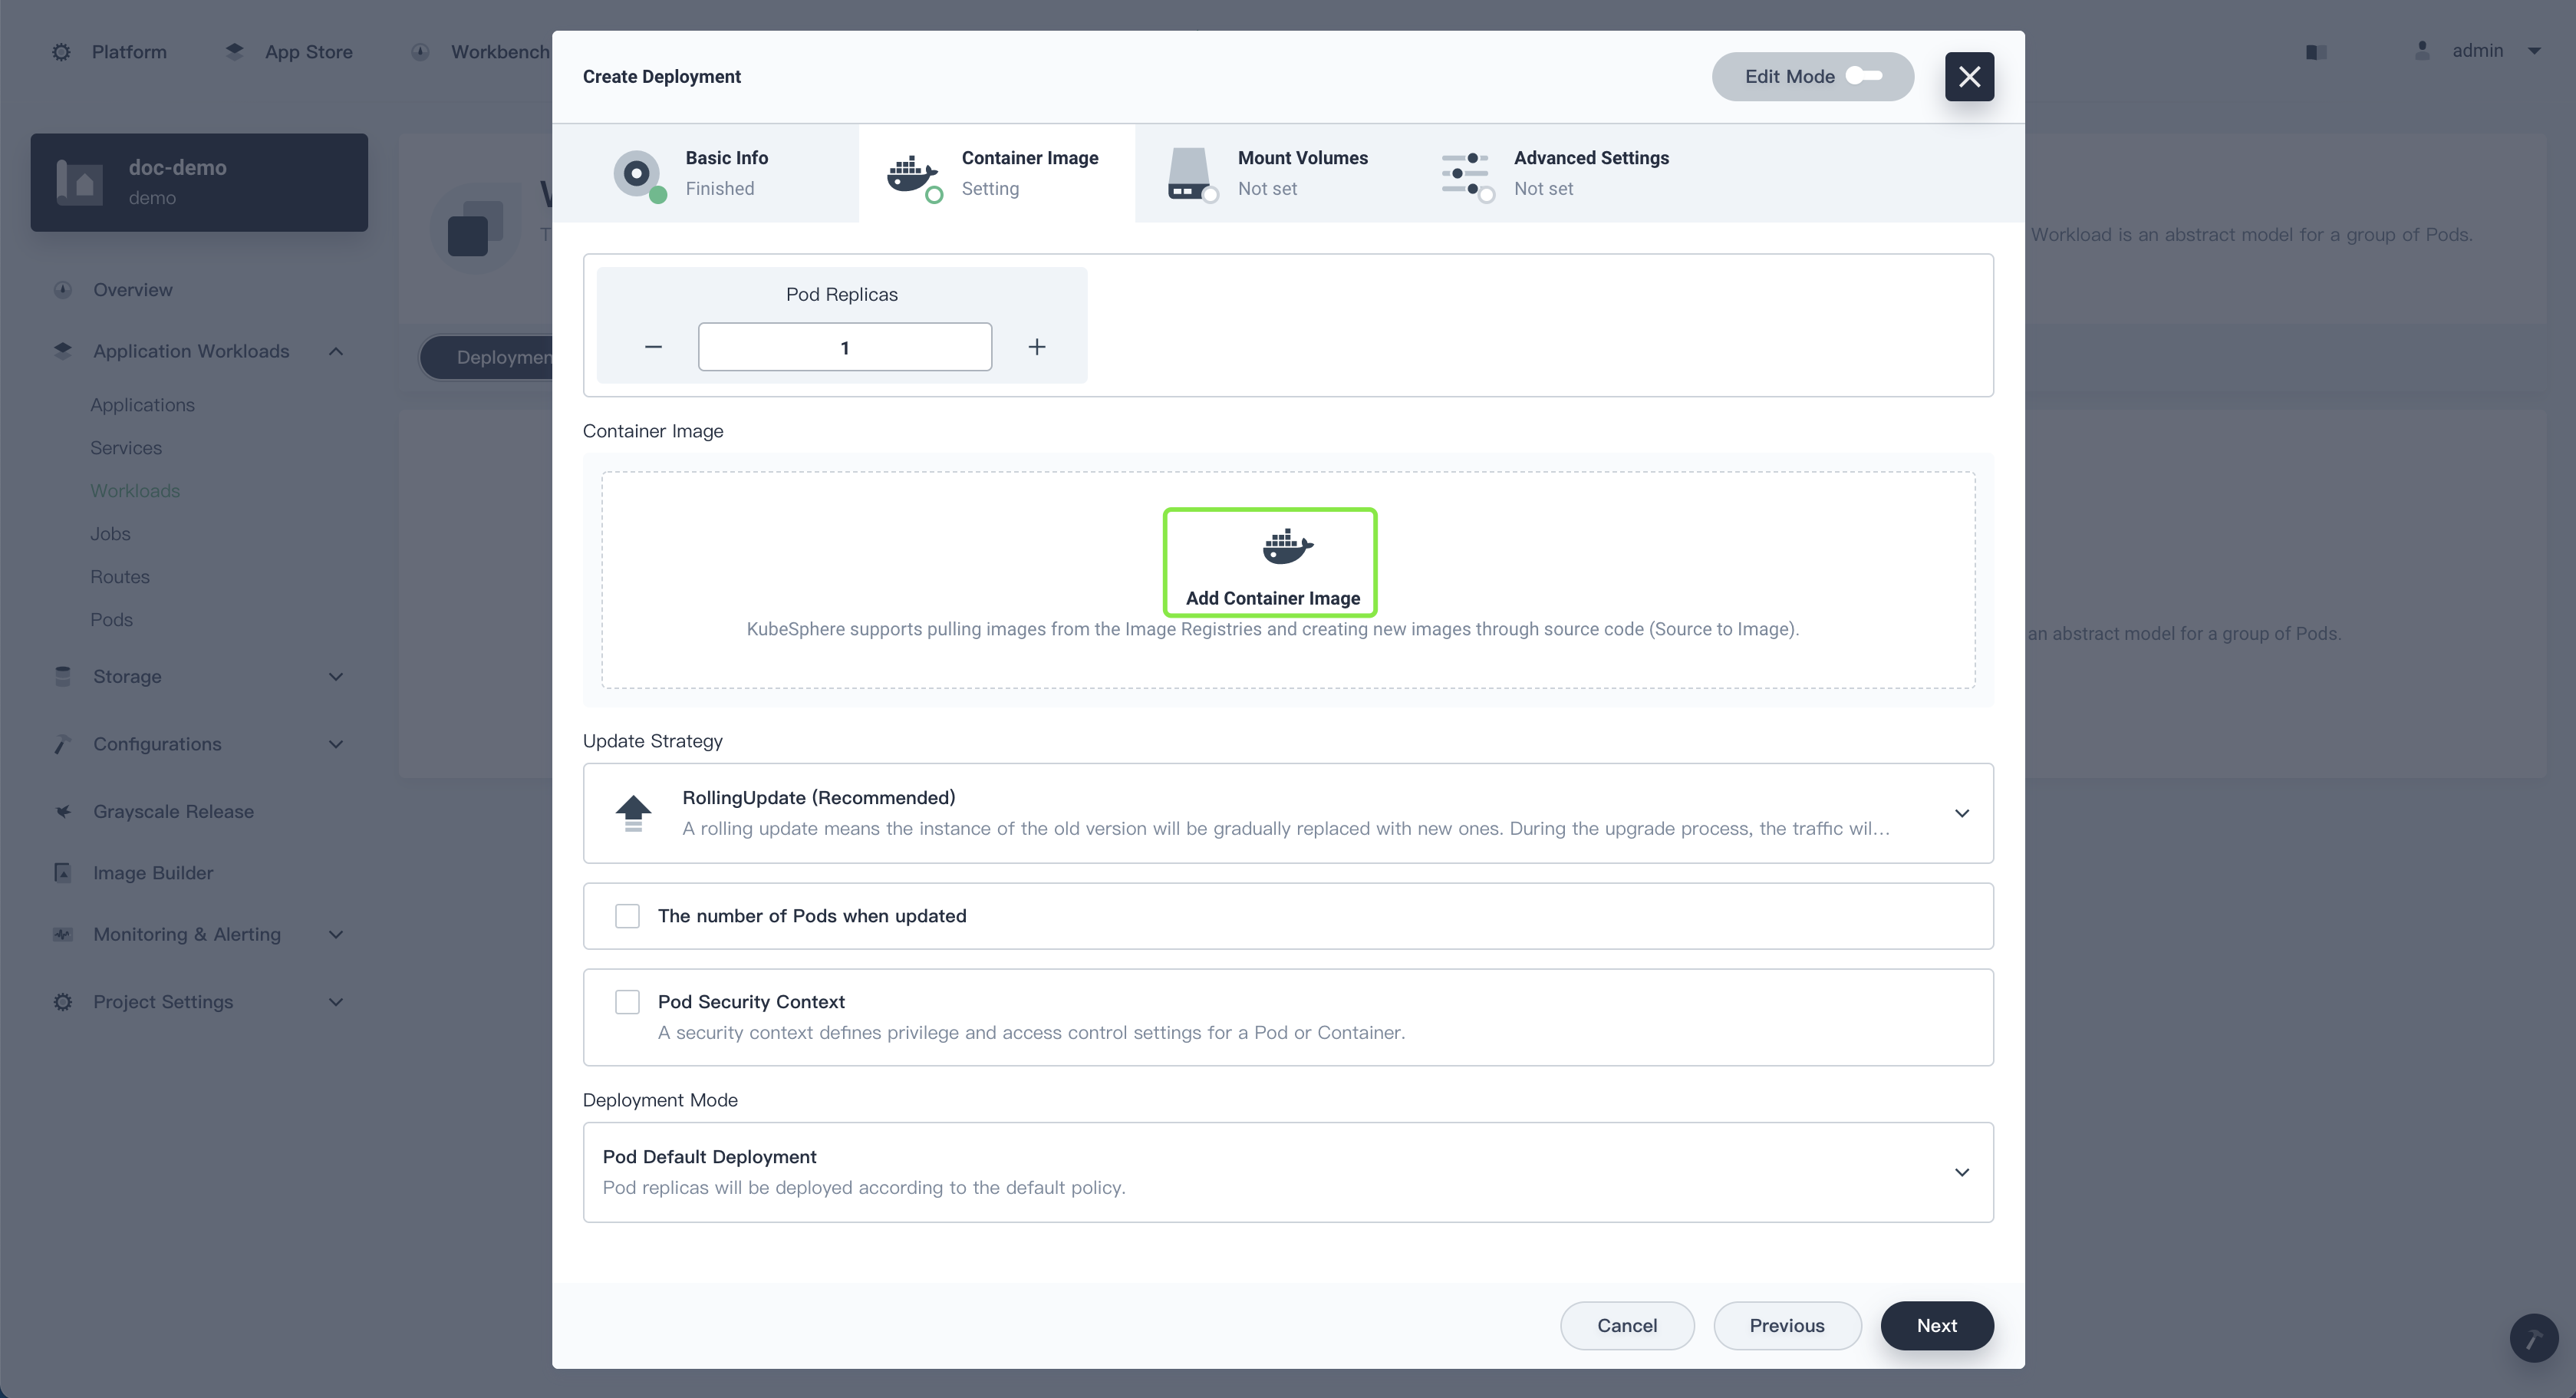 Platform
App Store
Workbench
admin
Create Deployment
Edit Mode
doc-demo
demo
Basic Info
Finished
Container Image
Setting
Mount Volumes
Not set
Advanced Settings
Not set
Workload is an abstract model for a group of Pods.
Overview
Application Workloads
Applications
Services
Workloads
Jobs
Routes
Pods
Storage
Configurations
Grayscale Release
Image Builder
Monitoring & Alerting
Project Settings
Deploymen
Pod Replicas
1
Container Image
Add Container Image
KubeSphere supports pulling images from the Image Registries and creating new images through source code (Source to Image).
an abstract model for a group of Pods.
Update Strategy
RollingUpdate (Recommended)
A rolling update means the instance of the old version will be gradually replaced with new ones. During the upgrade process, the traffic wil...
The number of Pods when updated
Pod Security Context
A security context defines privilege and access control settings for a Pod or Container.
Deployment Mode
Pod Default Deployment
Pod replicas will be deployed according to the default policy.
Cancel
Previous
Next